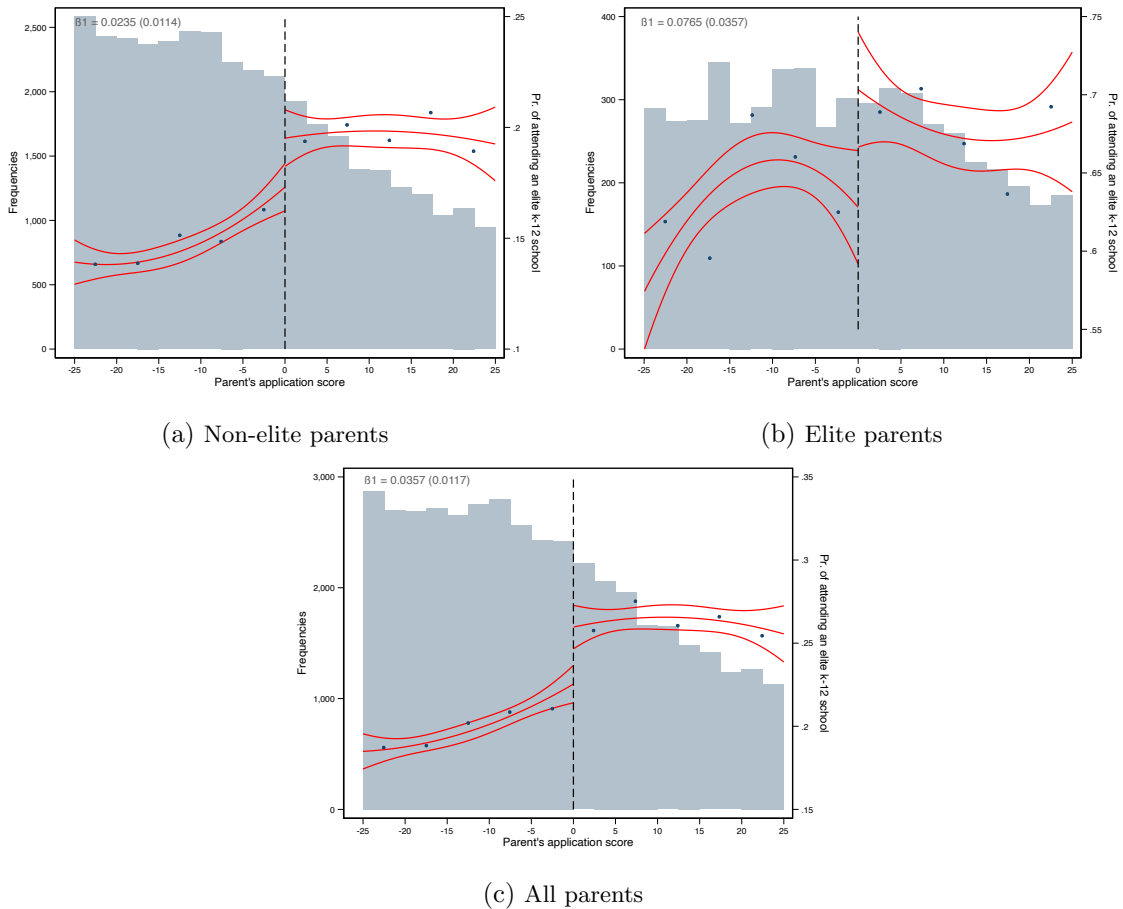 ß1 = 0.0235 (0.0114)
2,500
2,000
1,500
1,000
500
0
Frequencies
.25
.2
.15
.1
Pr. of attending an elite k-12 school
-25 -20 -15 -10 -5 0 5 10 15 20 25
Parent's application score
(a) Non-elite parents
ß1 = 0.0765 (0.0357)
400
300
200
100
0
Frequencies
.75
.7
.65
.6
.55
Pr. of attending an elite k-12 school
-25 -20 -15 -10 -5 0 5 10 15 20 25
Parent's application score
(b) Elite parents
ß1 = 0.0357 (0.0117)
3,000
2,000
1,000
0
Frequencies
.35
.3
.25
.2
.15
Pr. of attending an elite k-12 school
-25 -20 -15 -10 -5 0 5 10 15 20 25
Parent's application score
(c) All parents